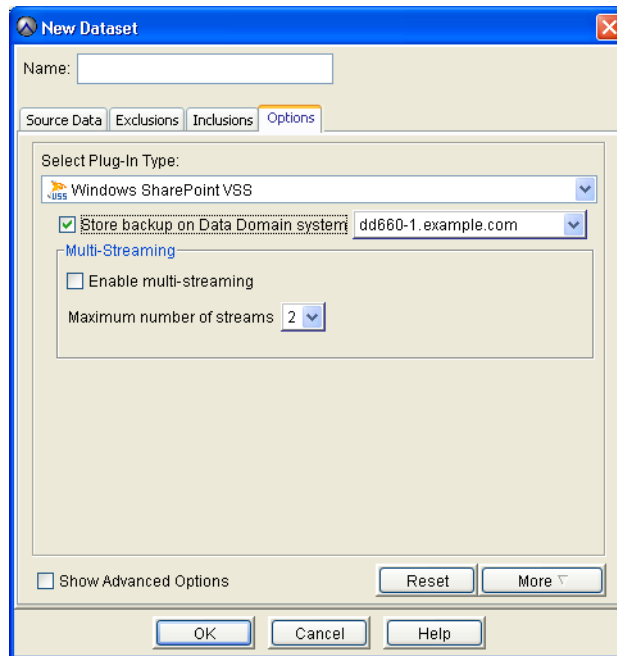 New Dataset
Name:
Source Data Exclusions Inclusions Options
Select Plug-In Type:
VSS Windows SharePoint VSS
Store backup on Data Domain system dd660-1.example.com
Multi-Streaming
Enable multi-streaming
Maximum number of streams 2
Show Advanced Options Reset More
OK Cancel Help